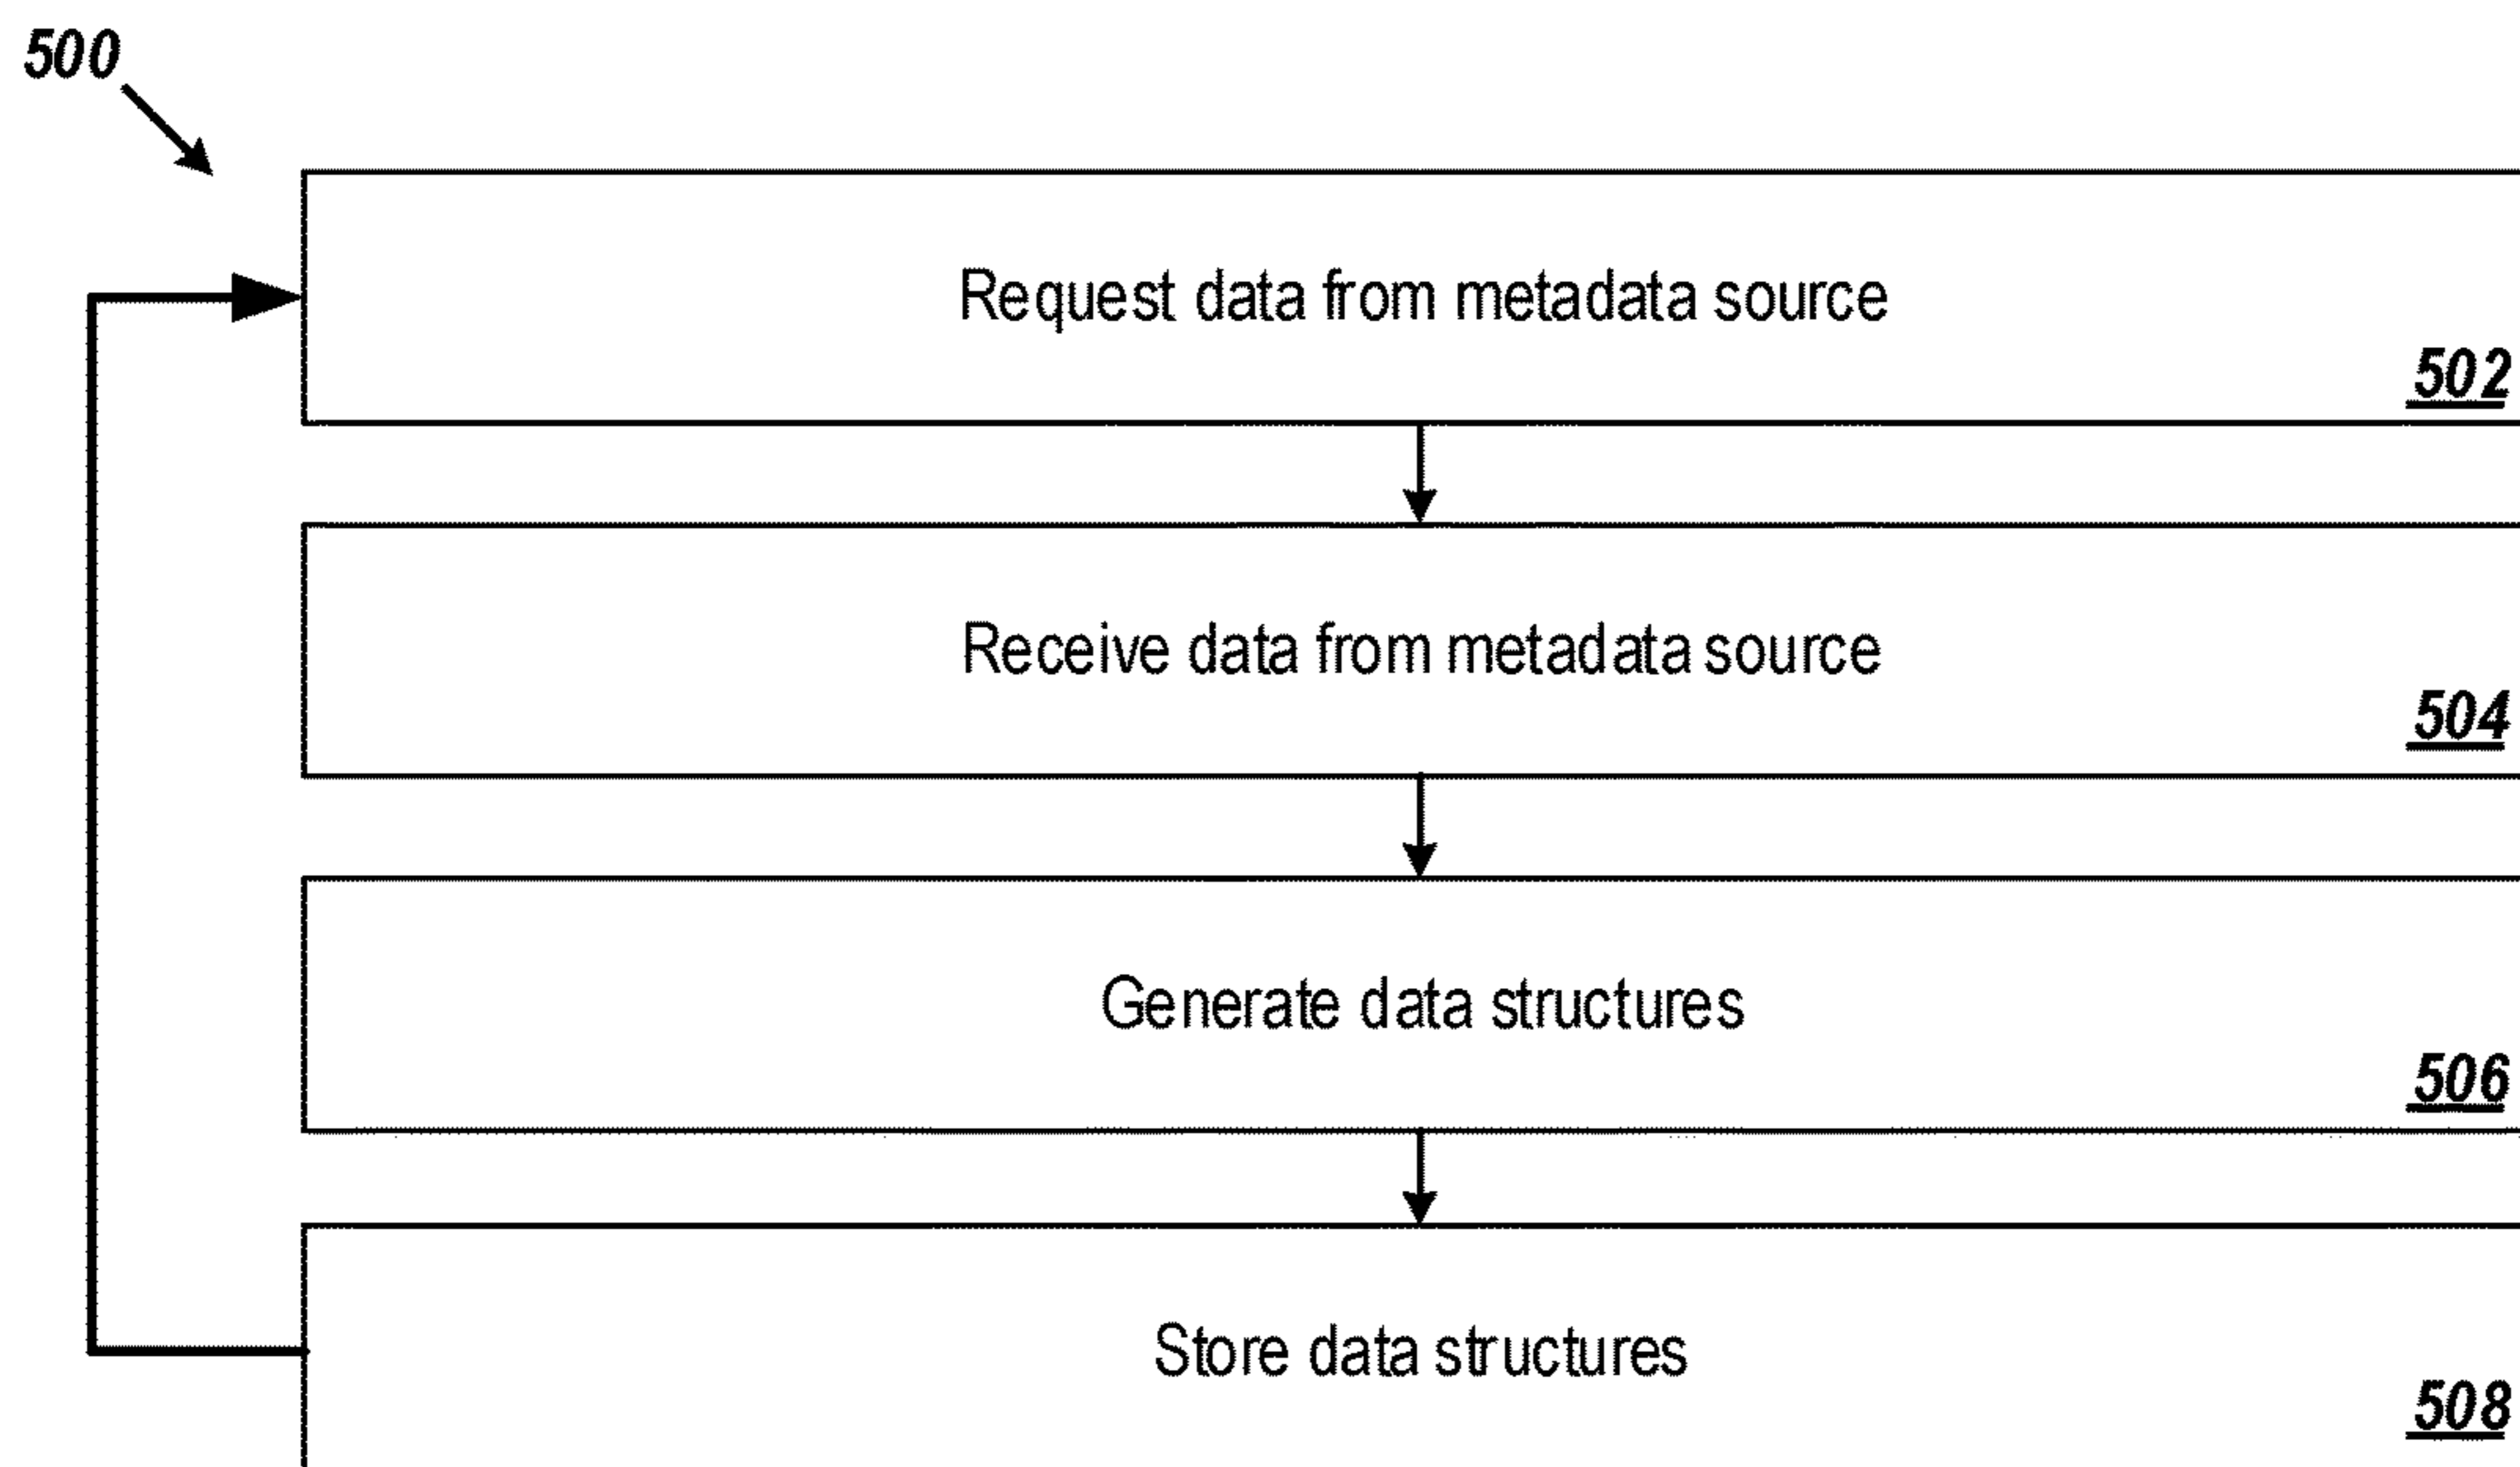 500
Request data from metadata source
502
Receive data from metadata source
504
Generate data structures
506
Store data structures
508